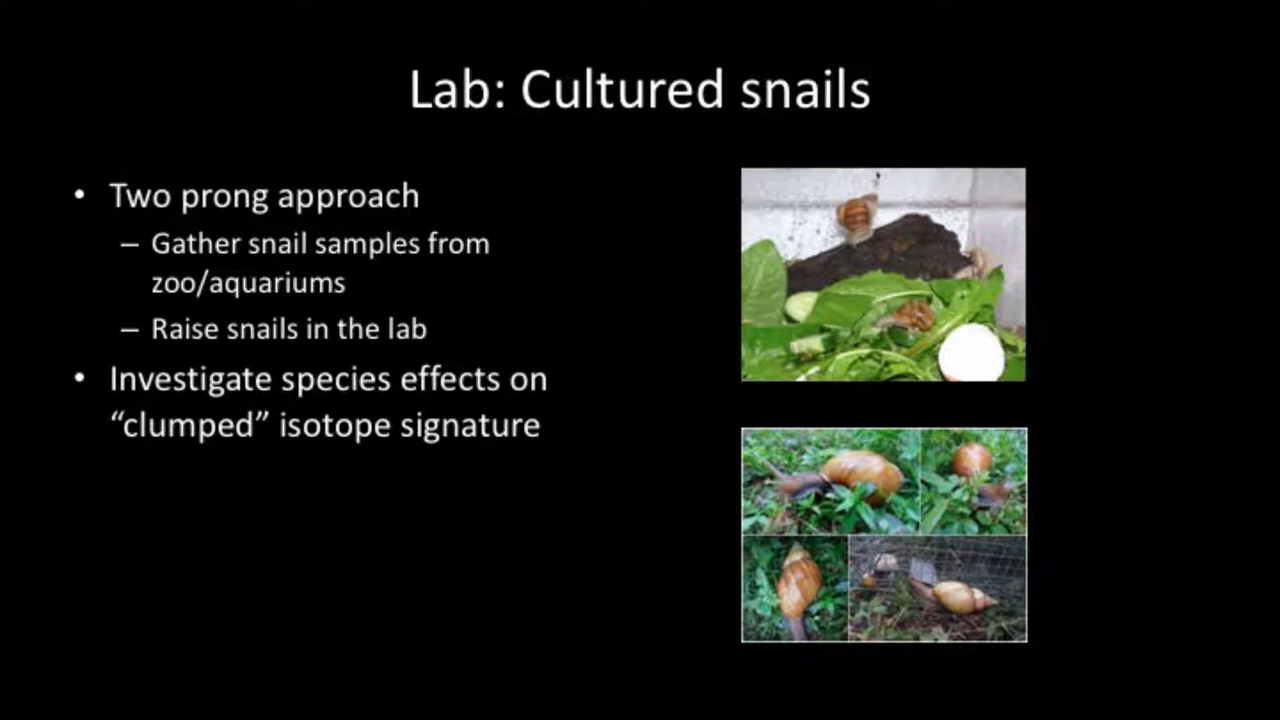 Lab: Cultured snails
• Two prong approach
– Gather snail samples from
zoo/aquariums
– Raise snails in the lab
• Investigate species effects on
“clumped” isotope signature